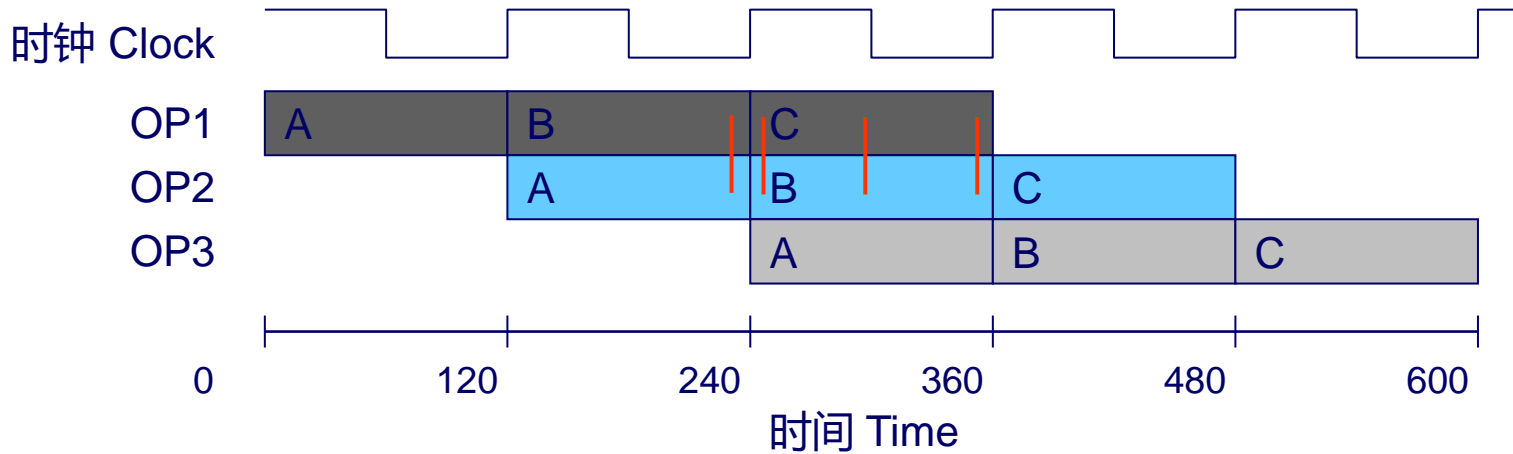 时钟 Clock
OP1 A B C
OP2 A B C
OP3 A B C
0 120 240 360 480 600
时间 Time